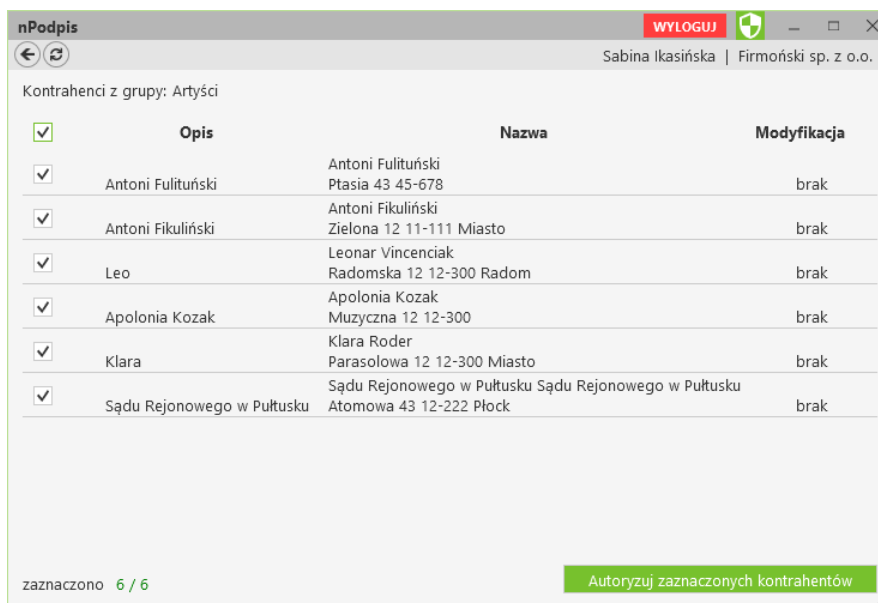 nPodpis WYLOGUJ
Sabina Ikasińska | Firmoński sp. z o.o.
Kontrahenci z grupy: Artyści
Opis Nazwa Modyfikacja
Antoni Fulituński
Antoni Fulituński Ptasia 43 45-678 brak
Antoni Fikuliński
Antoni Fikuliński Zielona 12 11-111 Miasto brak
Leonar Vincenciak
Leo Radomska 12 12-300 Radom brak
Apolonia Kozak
Apolonia Kozak Muzyczna 12 12-300 brak
Klara Roder
Klara Parasolowa 12 12-300 Miasto brak
Sądu Rejonowego w Pułtusku Sądu Rejonowego w Pułtusku
Sądu Rejonowego w Pułtusku Atomowa 43 12-222 Płock brak
zaznaczono 6 / 6 Autoryzuj zaznaczonych kontrahentów